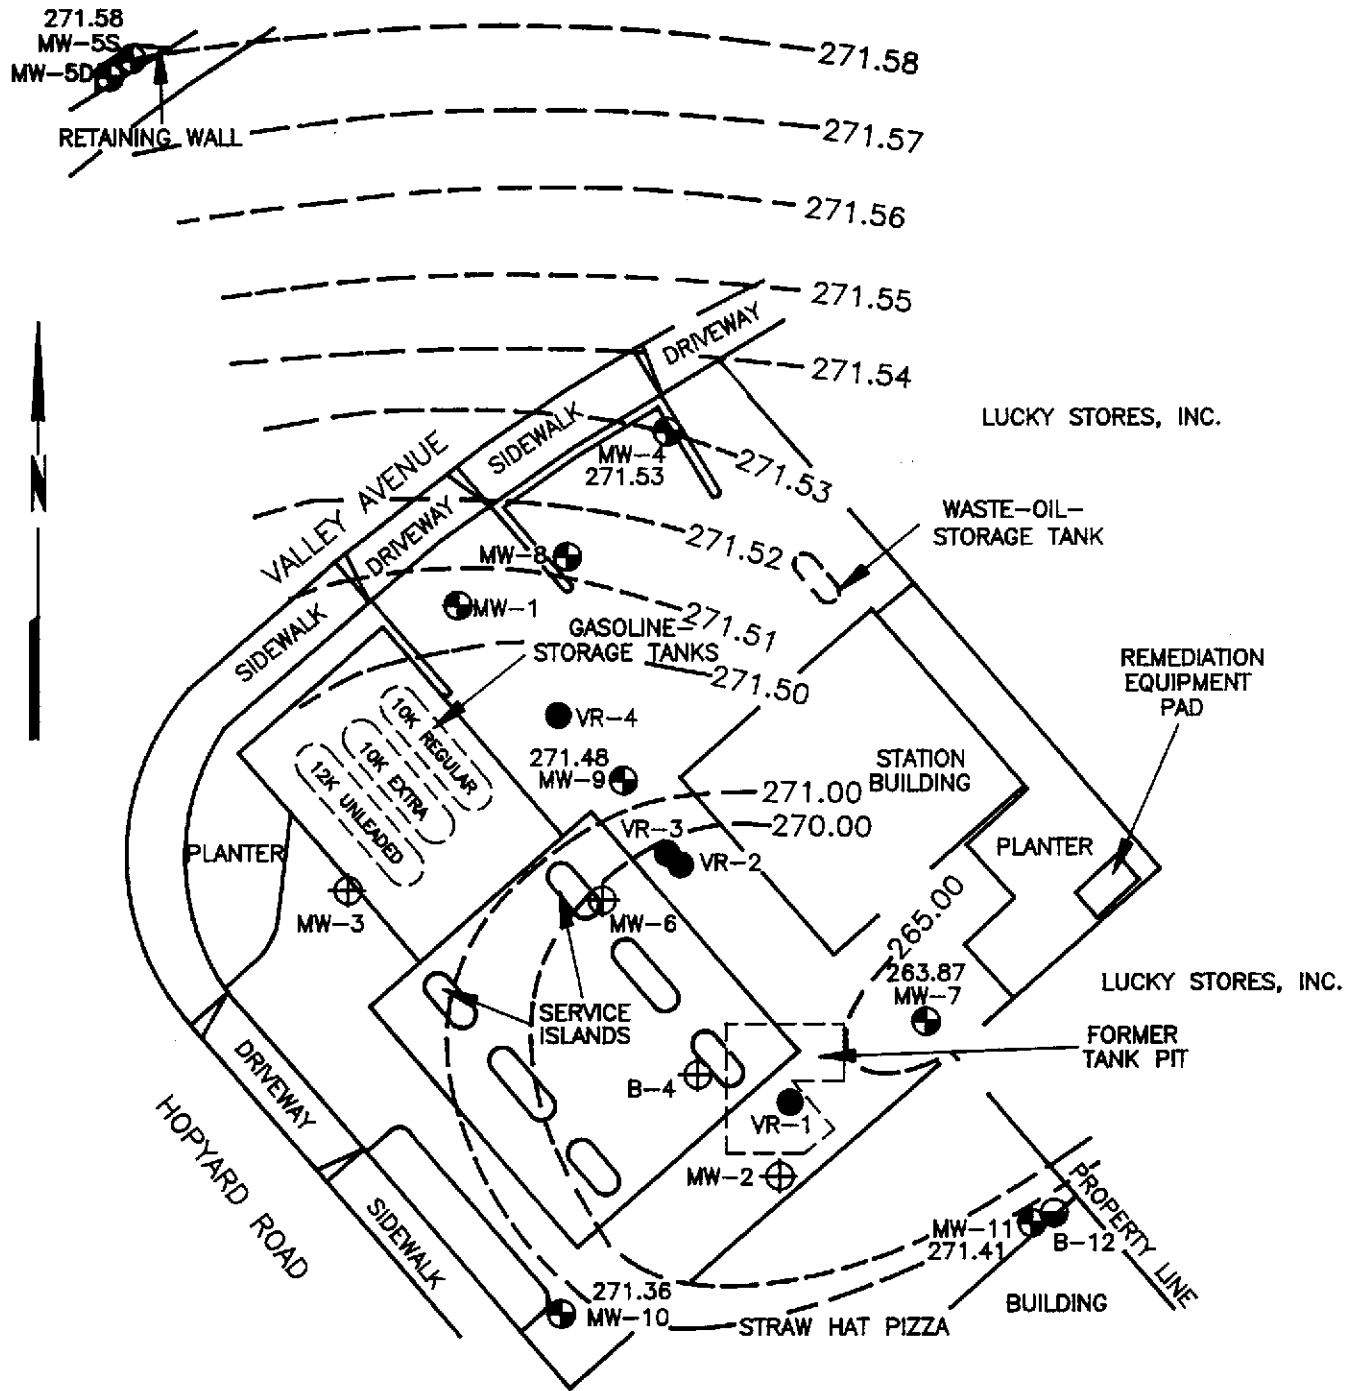 271.58
MW-5S
MW-5D
RETAINING WALL
271.58
271.57
271.56
271.55
271.54
DRIVEWAY
LUCKY STORES, INC.
SIDEWALK
MW-4
271.53
271.53
N
VALLEY AVENUE
DRIVEWAY
WASTE-OIL-
STORAGE TANK
271.52
MW-8
MW-1
271.51
SIDEWALK
GASOLINE-
STORAGE TANKS
271.50
REMEDIATION
EQUIPMENT
PAD
10K REGULAR
10K EXTRA
12K UNLEADED
VR-4
271.48
MW-9
STATION
BUILDING
271.00
270.00
VR-3
VR-2
PLANTER
PLANTER
MW-3
MW-6
265.00
263.87
MW-7
LUCKY STORES, INC.
SERVICE
ISLANDS
FORMER
TANK PIT
B-4
VR-1
DRIVEWAY
HOPYARD ROAD
MW-2
PROPERTY LINE
SIDEWALK
MW-11
271.41
B-12
271.36
MW-10
BUILDING
STRAW HAT PIZZA